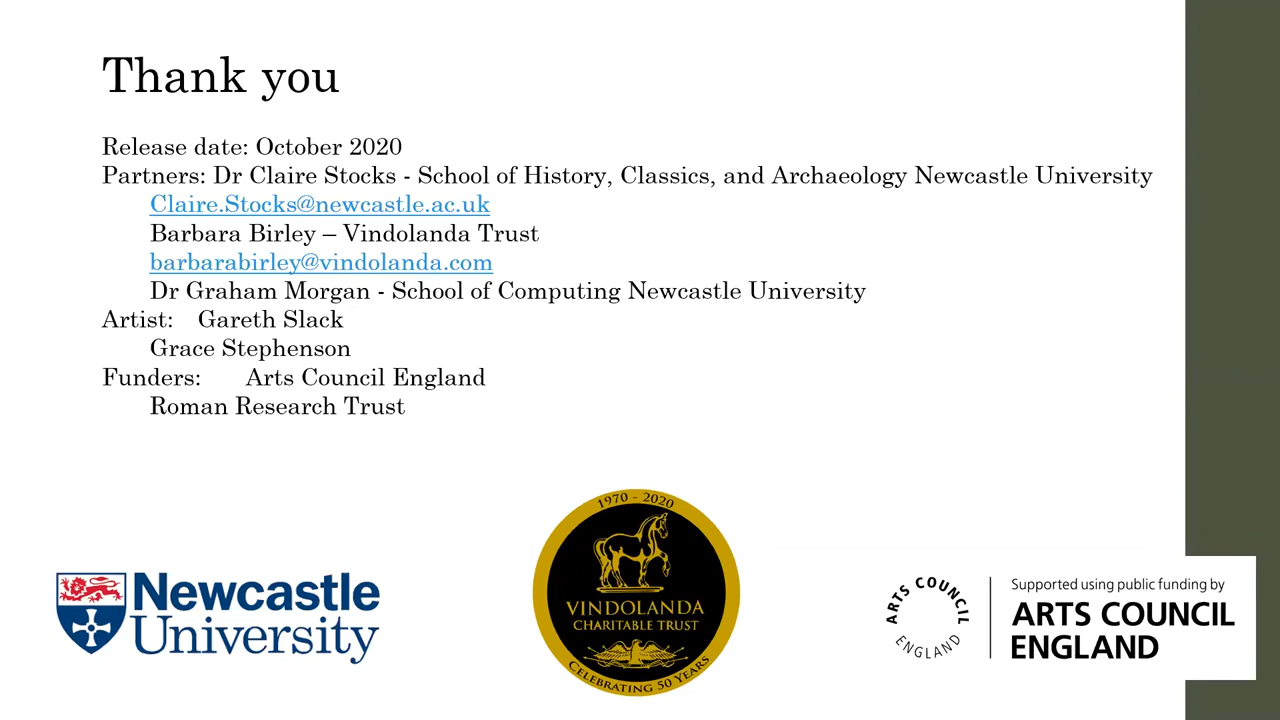 Thank you
Release date: October 2020
Partners: Dr Claire Stocks - School of History, Classics, and Archaeology Newcastle University
Claire.Stocks@newcastle.ac.uk
Barbara Birley – Vindolanda Trust
barbarabirley@vindolanda.com
Dr Graham Morgan - School of Computing Newcastle University
Artist: Gareth Slack
Grace Stephenson
Funders: Arts Council England
Roman Research Trust
Newcastle
University
1970 - 2020
VINDOLANDA
CHARITABLE TRUST
CELEBRATING 50 YEARS
ARTS COUNCIL
ENGLAND
Supported using public funding by
ARTS COUNCIL
ENGLAND